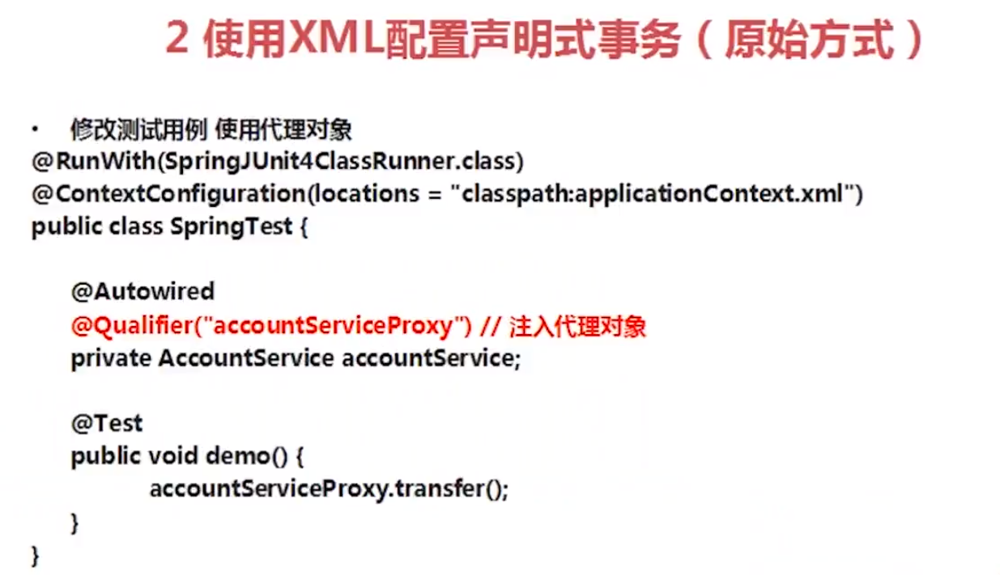 2 使用XML配置声明式事务（原始方式）
• 修改测试用例 使用代理对象
@RunWith(SpringJUnit4ClassRunner.class)
@ContextConfiguration(locations = "classpath:applicationContext.xml")
public class SpringTest {
@Autowired
@Qualifier("accountServiceProxy") // 注入代理对象
private AccountService accountService;
@Test
public void demo() {
accountServiceProxy.transfer();
}
}